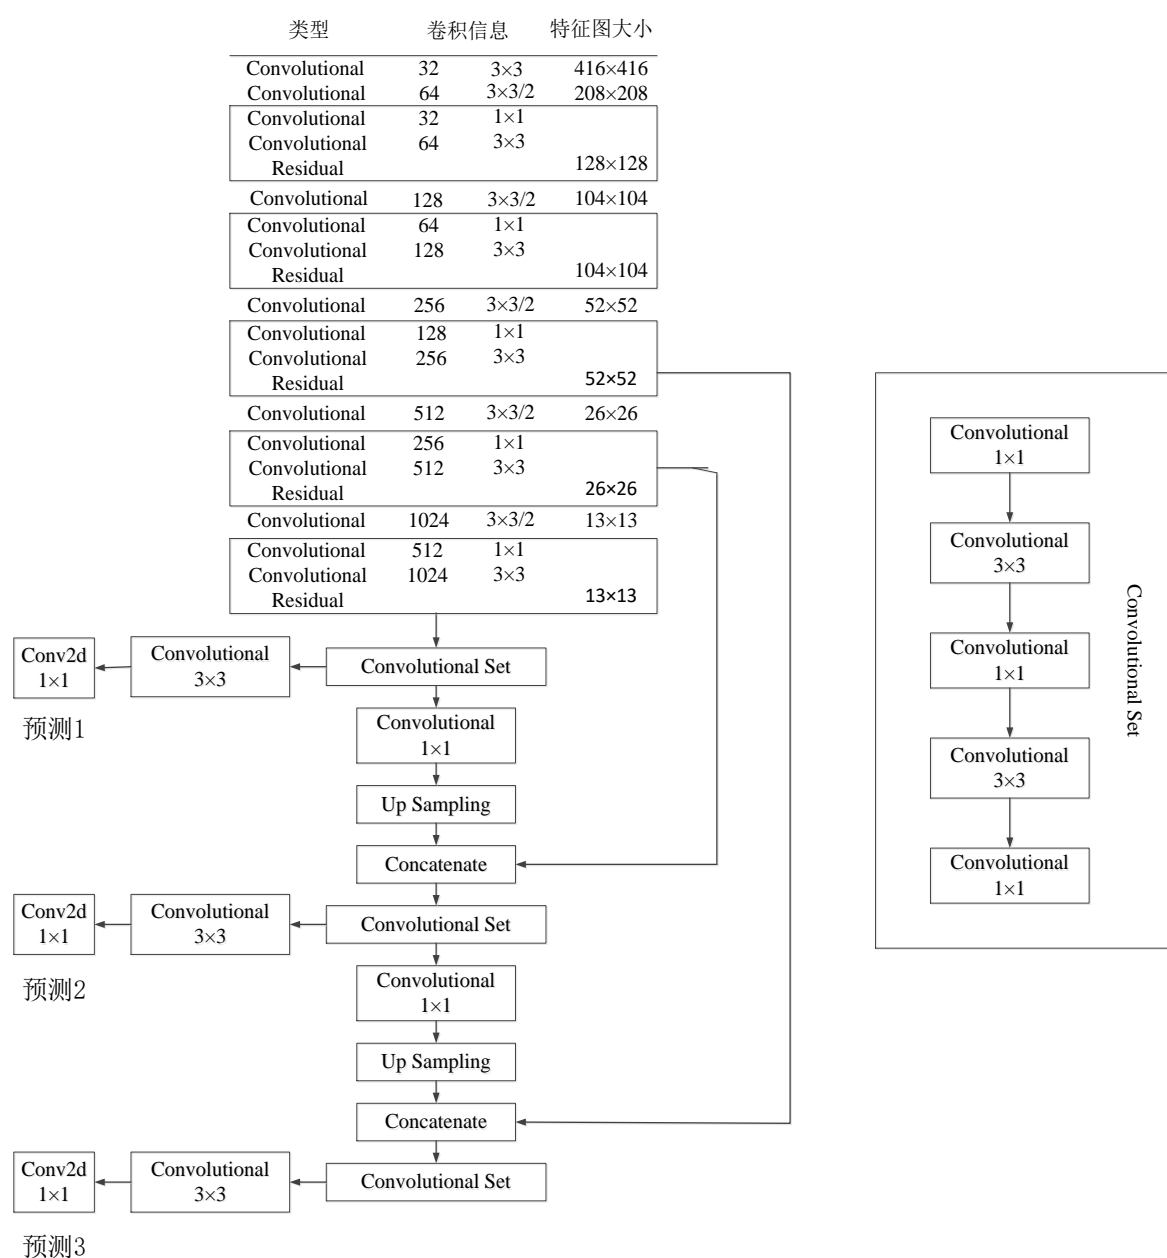 类型 卷积信息 特征图大小
Convolutional 32 3×3 416×416
Convolutional 64 3×3/2 208×208
Convolutional 32 1×1
Convolutional 64 3×3
Residual 128×128
Convolutional 128 3×3/2 104×104
Convolutional 64 1×1
Convolutional 128 3×3
Residual 104×104
Convolutional 256 3×3/2 52×52
Convolutional 128 1×1
Convolutional 256 3×3
Residual 52×52
Convolutional 512 3×3/2 26×26
Convolutional 256 1×1
Convolutional 512 3×3
Residual 26×26
Convolutional 1024 3×3/2 13×13
Convolutional 512 1×1
Convolutional 1024 3×3
Residual 13×13
Conv2d
1×1
Convolutional
3×3
Convolutional Set
预测1
Convolutional
1×1
Up Sampling
Concatenate
Conv2d
1×1
Convolutional
3×3
Convolutional Set
预测2
Convolutional
1×1
Up Sampling
Concatenate
Conv2d
1×1
Convolutional
3×3
Convolutional Set
预测3
Convolutional
1×1
Convolutional
3×3
Convolutional
1×1
Convolutional
3×3
Convolutional
1×1
Convolutional Set